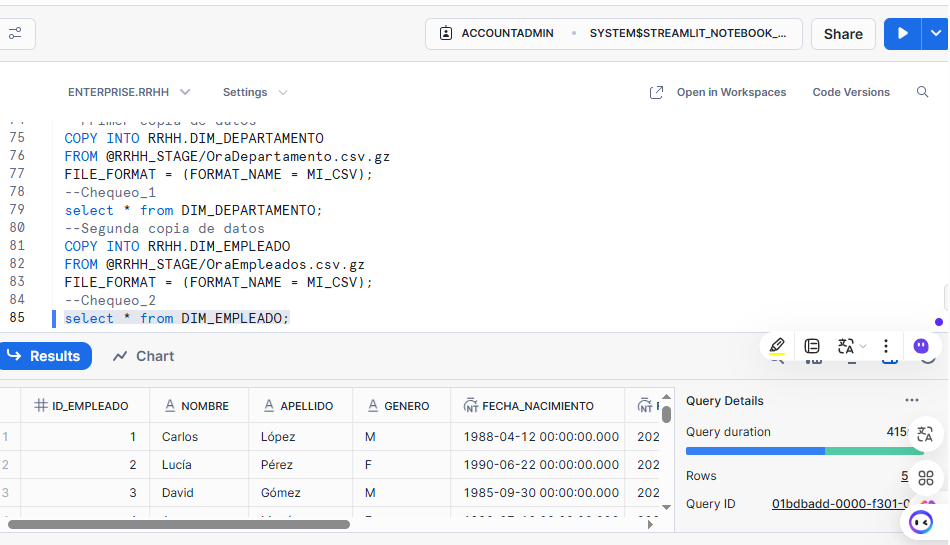 ACCOUNTADMIN SYSTEM$STREAMLIT_NOTEBOOK_... Share
ENTERPRISE.RRHH Settings Open in Workspaces Code Versions
74 --Primer copia de datos
75 COPY INTO RRHH.DIM_DEPARTAMENTO
76 FROM @RRHH_STAGE/OraDepartamento.csv.gz
77 FILE_FORMAT = (FORMAT_NAME = MI_CSV);
78 --Chequeo_1
79 select * from DIM_DEPARTAMENTO;
80 --Segunda copia de datos
81 COPY INTO RRHH.DIM_EMPLEADO
82 FROM @RRHH_STAGE/OraEmpleados.csv.gz
83 FILE_FORMAT = (FORMAT_NAME = MI_CSV);
84 --Chequeo_2
85 select * from DIM_EMPLEADO;
Results Chart
ID_EMPLEADO NOMBRE APELLIDO GENERO FECHA_NACIMIENTO
1 1 Carlos López M 1988-04-12 00:00:00.000 202
2 2 Lucía Pérez F 1990-06-22 00:00:00.000 202
3 3 David Gómez M 1985-09-30 00:00:00.000 202
Query Details ...
Query duration 415
Rows 5
Query ID 01bdbadd-0000-f301-0